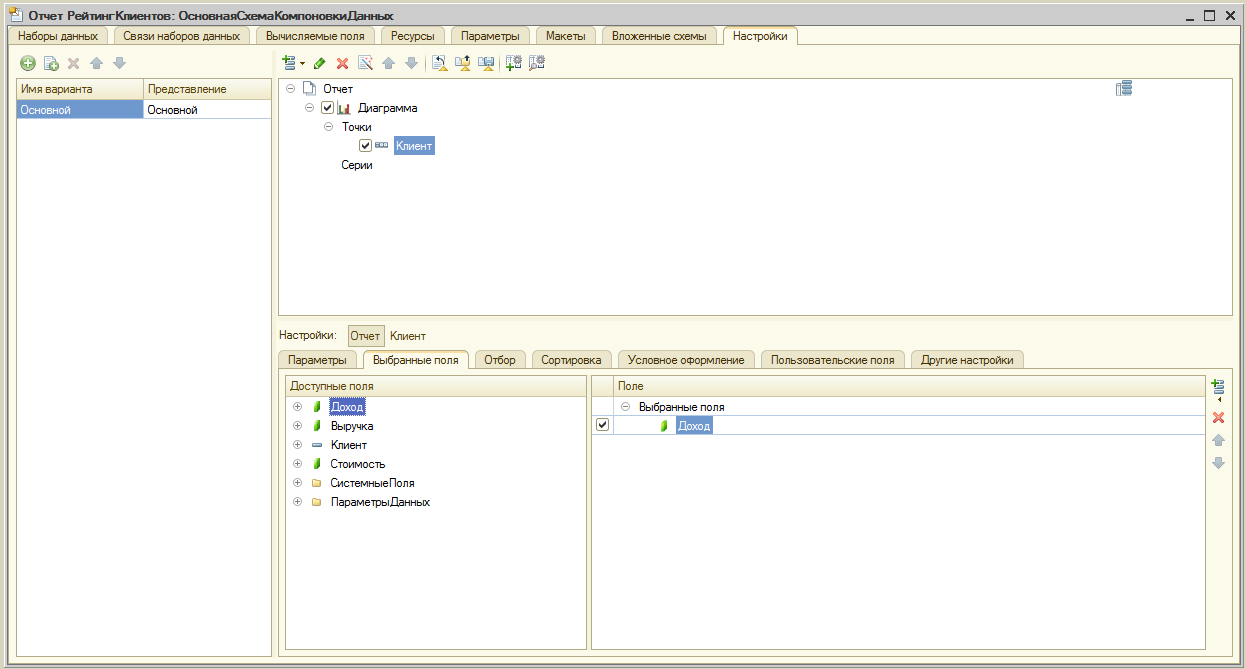 Отчет РейтингКлиентов: ОсновнаяСхемаКомпоновкиДанных
Наборы данных Связи наборов данных Вычисляемые поля Ресурсы Параметры Макеты Вложенные схемы Настройки
Имя варианта Представление
Основной Основной
Отчет
Диаграмма
Точки
Клиент
Серии
Настройки: Отчет Клиент
Параметры Выбранные поля Отбор Сортировка Условное оформление Пользовательские поля Другие настройки
Доступные поля
Доход
Выручка
Клиент
Стоимость
СистемныеПоля
ПараметрыДанных
Поле
Выбранные поля
Доход